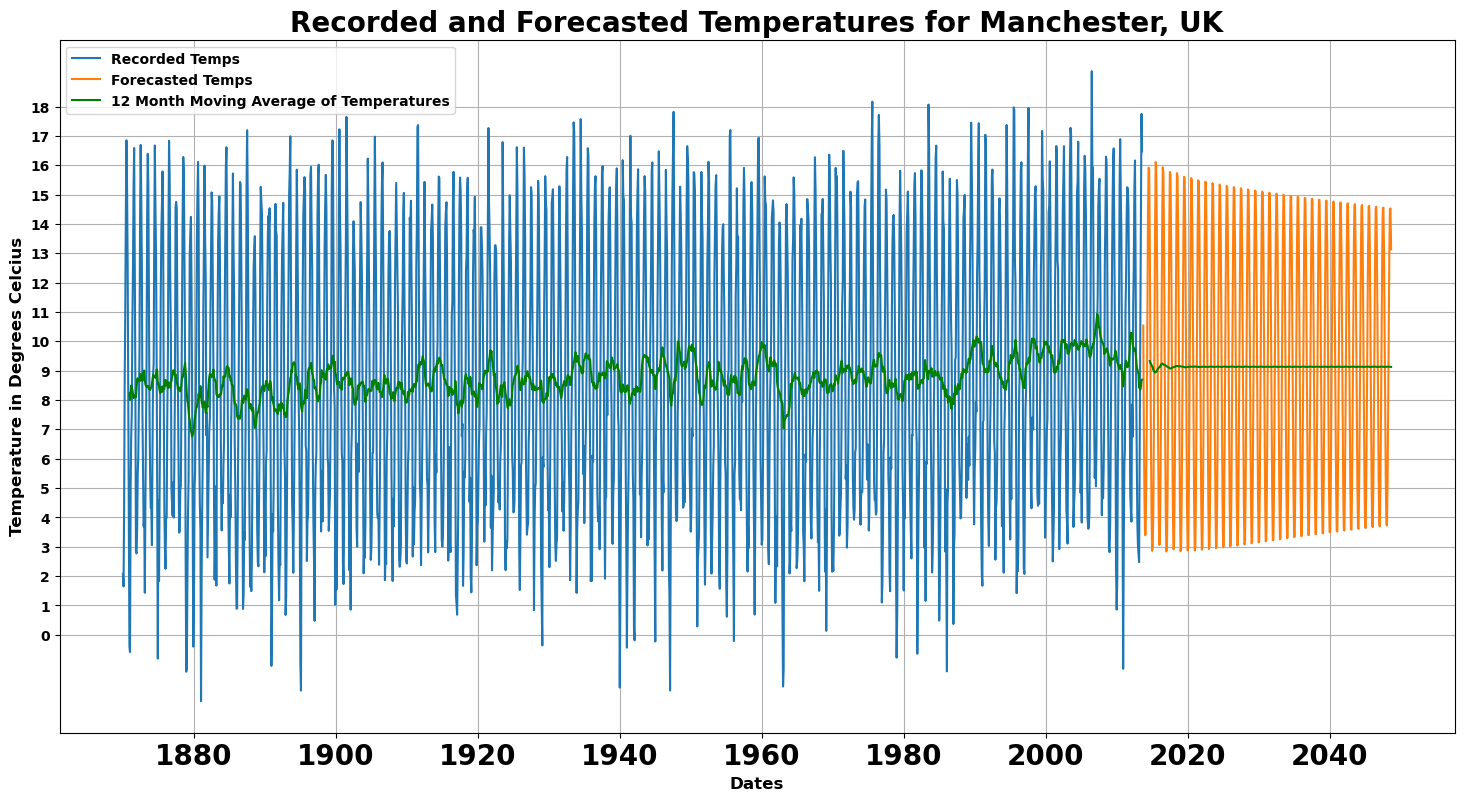 Recorded and Forecasted Temperatures for Manchester, UK
Recorded Temps
Forecasted Temps
12 Month Moving Average of Temperatures
Temperature in Degrees Celcius
18
17
16
15
14
13
12
11
10
9
8
7
6
5
4
3
2
1
0
1880 1900 1920 1940 1960 1980 2000 2020 2040
Dates